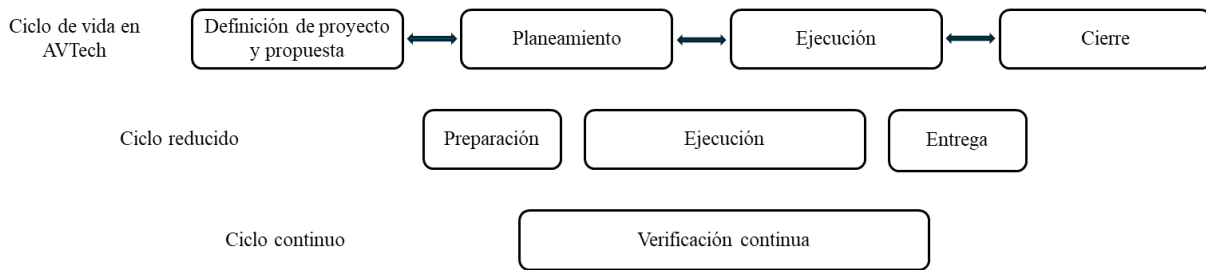 Ciclo de vida en
AVTech
Definición de proyecto
y propuesta
Planeamiento
Ejecución
Cierre
Ciclo reducido
Preparación
Ejecución
Entrega
Ciclo continuo
Verificación continua